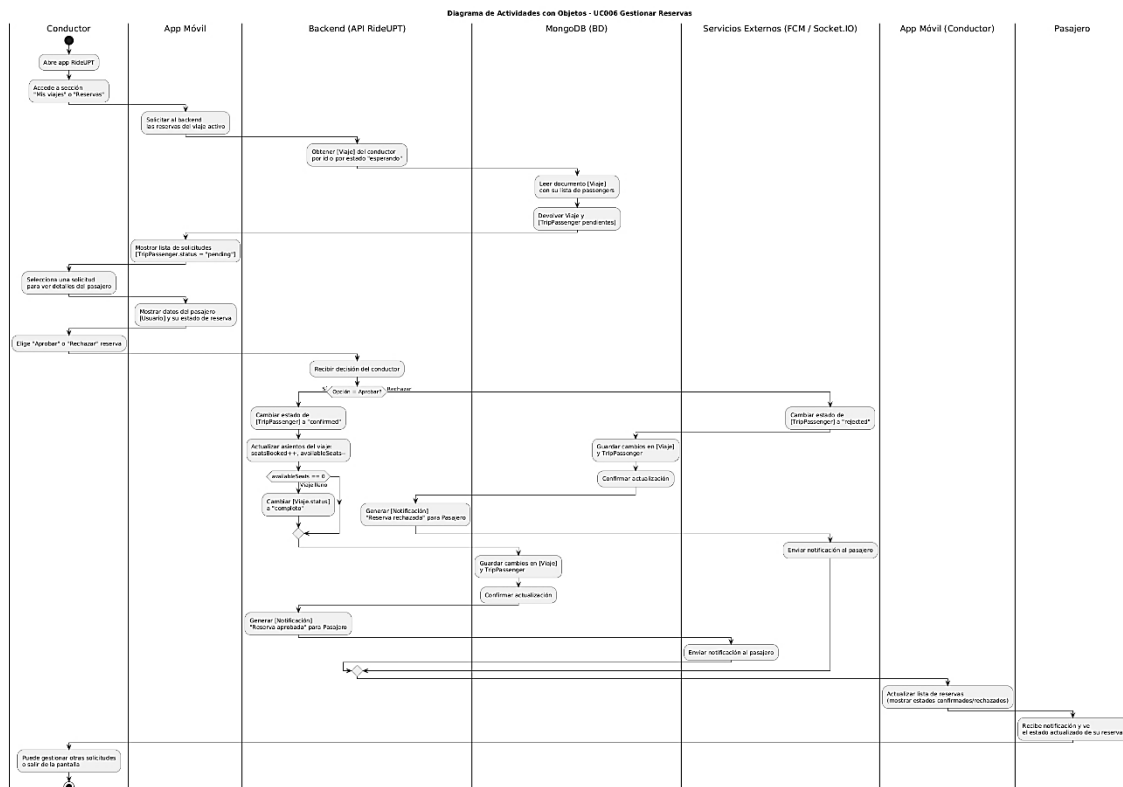 Diagrama de Actividades con Objetos - UC006 Gestionar Reservas
Conductor
App Móvil
Backend (API RideUPT)
MongoDB (BD)
Servicios Externos (FCM / Socket.IO)
App Móvil (Conductor)
Pasajero
Abre app RideUPT
Accede a sección
"Mis viajes" o "Reservas"
Solicitar al backend
las reservas del viaje activo
Obtener [Viaje] del conductor
por id o por estado "esperando"
Leer documento [Viaje]
con su lista de passengers
Devolver Viaje y
[TripPassenger pendientes]
Mostrar lista de solicitudes
[TripPassenger.status = "pending"]
Selecciona una solicitud
para ver detalles del pasajero
Mostrar datos del pasajero
[Usuario] y su estado de reserva
Elige "Aprobar" o "Rechazar" reserva
Recibir decisión del conductor
Opción = Aprobar?
Rechazar
Cambiar estado de
[TripPassenger] a "confirmed"
Cambiar estado de
[TripPassenger] a "rejected"
Actualizar asientos del viaje:
seatsBooked++, availableSeats--
Guardar cambios en [Viaje]
y TripPassenger
availableSeats == 0
Viaje lleno
Confirmar actualización
Cambiar [Viaje.status]
a "completo"
Generar [Notificación]
"Reserva rechazada" para Pasajero
Enviar notificación al pasajero
Guardar cambios en [Viaje]
y TripPassenger
Confirmar actualización
Generar [Notificación]
"Reserva aprobada" para Pasajero
Enviar notificación al pasajero
Actualizar lista de reservas
(mostrar estados confirmados/rechazados)
Recibe notificación y ve
el estado actualizado de su reserva
Puede gestionar otras solicitudes
o salir de la pantalla